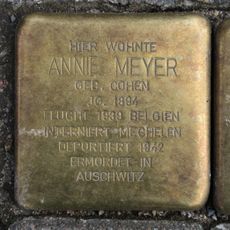 HIER WOHNTE
ANNIE MEYER
GEB. COHEN
JG. 1894
FLUCHT 1939 BELGIEN
INTERNIERT MECHELEN
DEPORTIERT 1942
ERMORDET IN
AUSCHWITZ